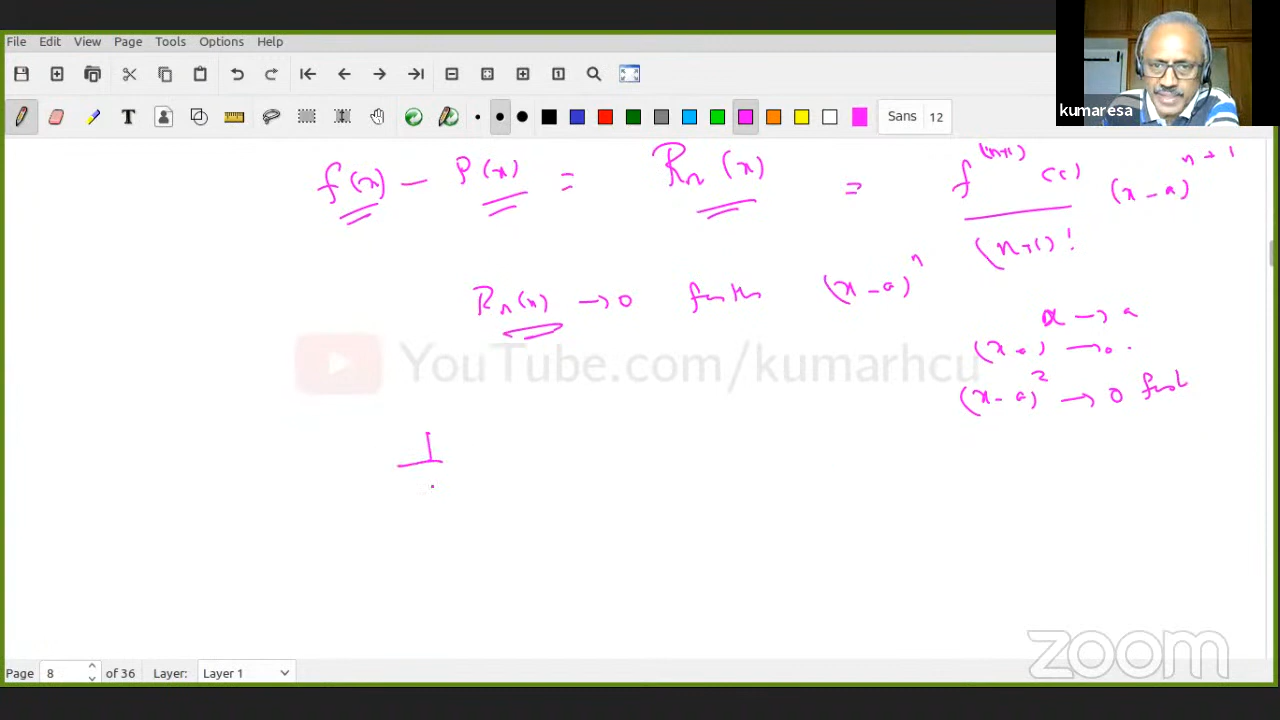 File Edit View Page Tools Options Help
kumaresa
Sans 12
f(x) - P(x) = Rn(x) = f^(n+1) (c) (x-a)^n+1
(n+1)!
Rn(x) → 0 (x-a)^n
x → a
(x-a) → 0.
(x-a)^2 → 0 fast
YouTube.com/kumarhcu
1
zoom
Page 8 of 36 Layer: Layer 1